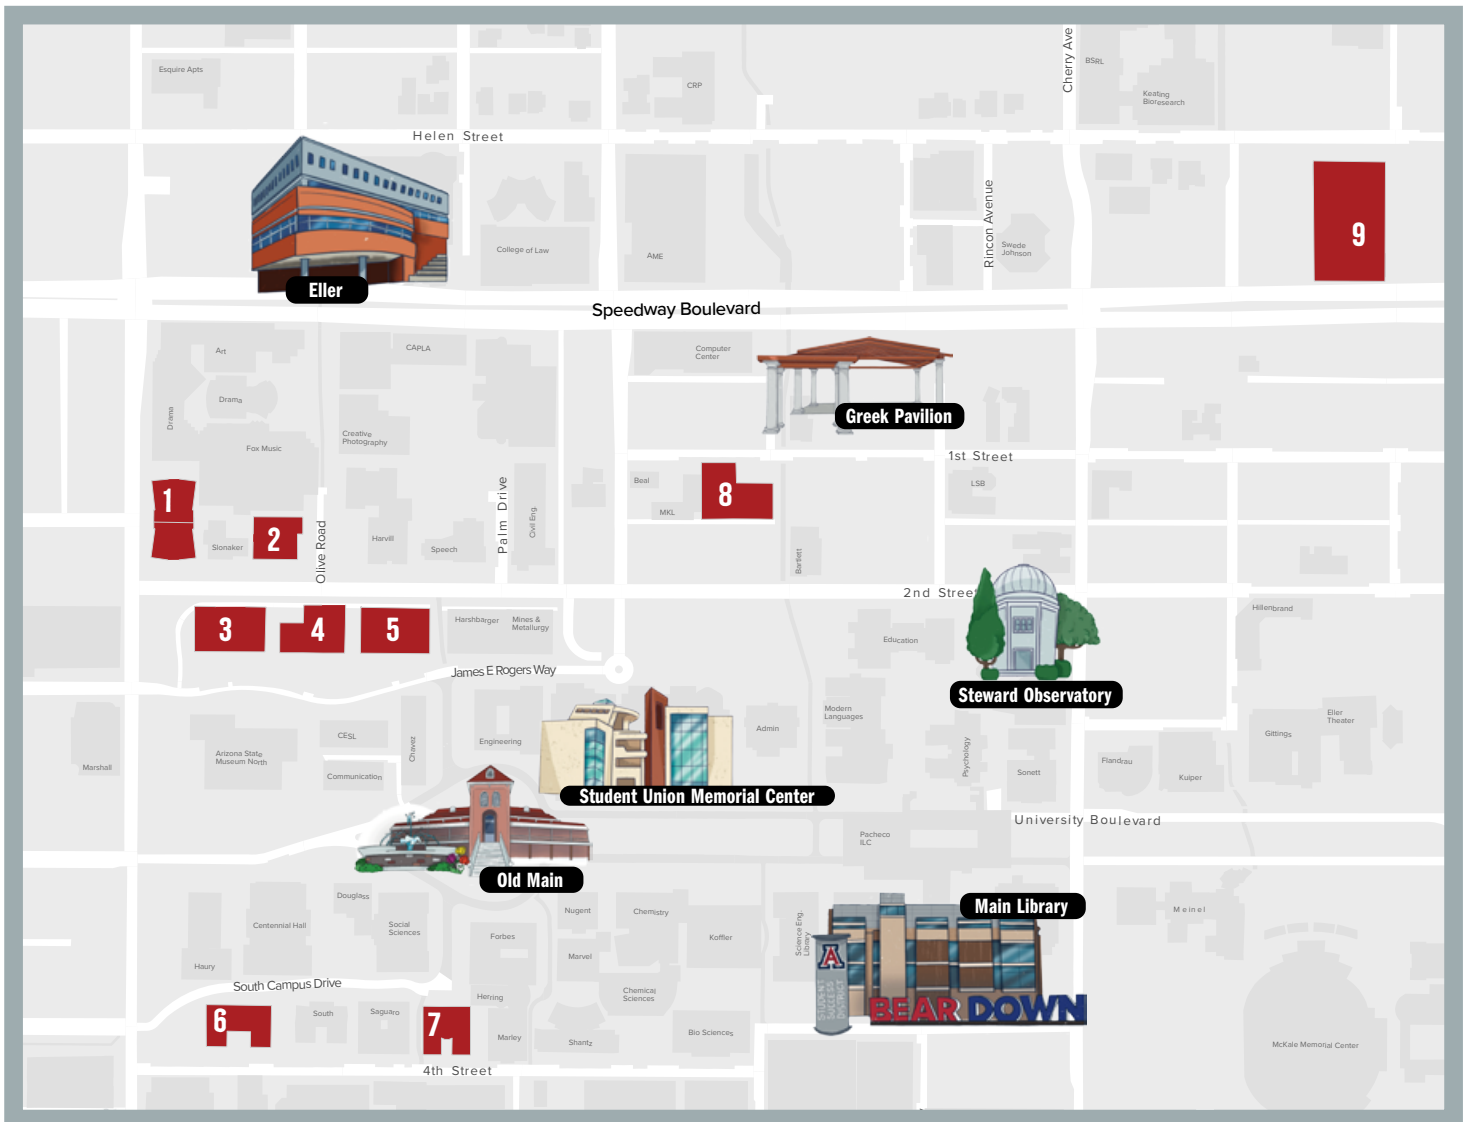 Esquire Apts
CRP
Cherry Ave
BSRL
Keating
Bioresearch
Helen Street
College of Law
AME
Rincon Avenue
Swede
Johnson
9
Eller
Speedway Boulevard
Art
CAPLA
Computer
Center
Drama
Drama
Greek Pavilion
Creative
Photography
Fox Music
1st Street
Beal
8
LSB
MKL
1
Slonaker
2
Olive Road
Harvill
Speech
Palm Drive
Civil Eng.
Bartlett
2nd Street
3
4
5
Harshbarger
Mines &
Metallurgy
Hillenbrand
Education
James E Rogers Way
Steward Observatory
Modern
Languages
Eller
Theater
Marshall
Arizona State
Museum North
CESL
Communication
Chavez
Engineering
Admin
Psychology
Sonett
Flandrau
Kuiper
Gittings
Student Union Memorial Center
University Boulevard
Pacheco
ILC
Old Main
Main Library
Douglass
Centennial Hall
Social
Sciences
Nugent
Chemistry
Forbes
Koffler
Science Eng.
Library
Meinel
Haury
Marvel
South Campus Drive
Herring
Chemical
Sciences
A
STUDENT
SUCCESS
DISTRICT
BEAR DOWN
6
South
Saguaro
7
Marley
Shantz
Bio Sciences
McKale Memorial Center
4th Street